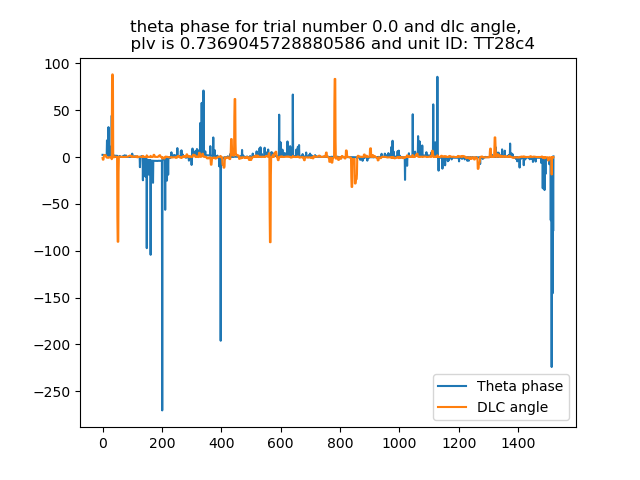 theta phase for trial number 0.0 and dlc angle,
plv is 0.7369045728880586 and unit ID: TT28c4
100
50
0
−50
−100
−150
−200
−250
0 200 400 600 800 1000 1200 1400
Theta phase
DLC angle